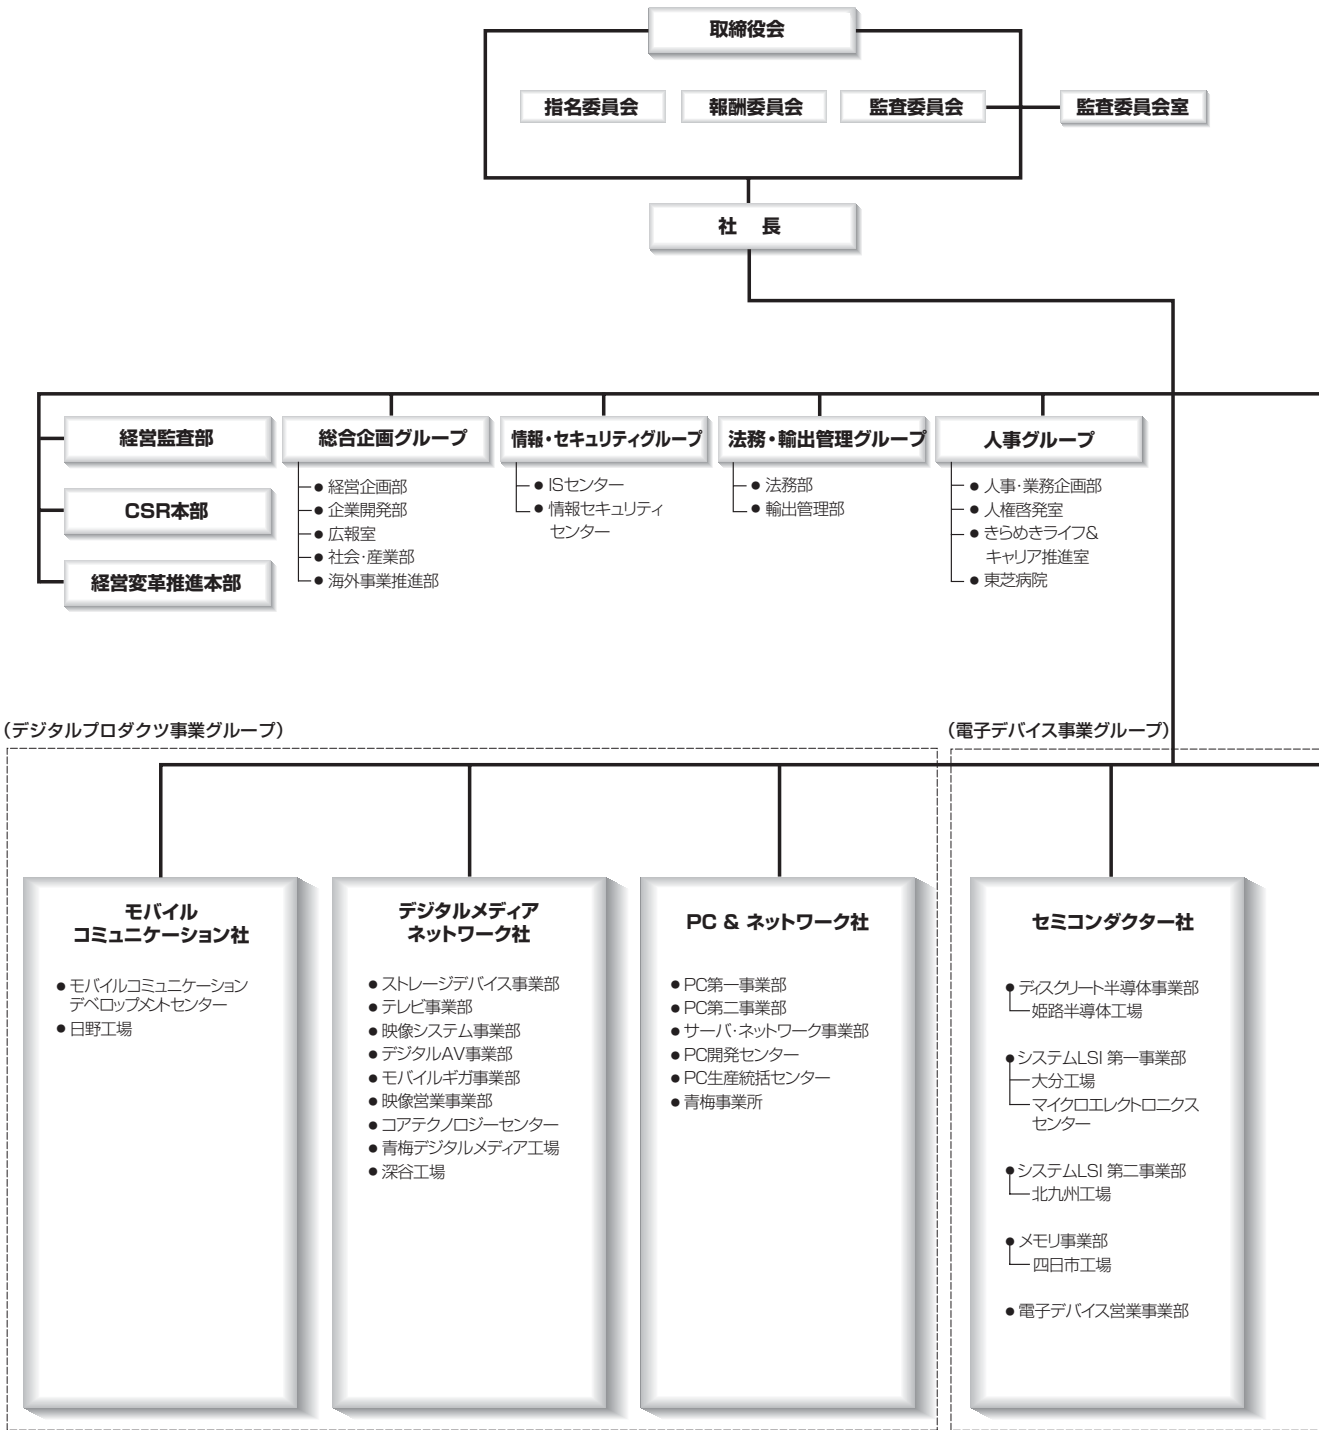 取締役会
指名委員会
報酬委員会
監査委員会
監査委員会室
社 長
経営監査部
CSR本部
経営変革推進本部
総合企画グループ
● 経営企画部
● 企業開発部
● 広報室
● 社会・産業部
● 海外事業推進部
情報・セキュリティグループ
● ISセンター
● 情報セキュリティ
センター
法務・輸出管理グループ
● 法務部
● 輸出管理部
人事グループ
● 人事・業務企画部
● 人権啓発室
● きらめきライフ&
キャリア推進室
● 東芝病院
(デジタルプロダクツ事業グループ)
モバイル
コミュニケーション社
● モバイルコミュニケーション
デベロップメントセンター
● 日野工場
デジタルメディア
ネットワーク社
● ストレージデバイス事業部
● テレビ事業部
● 映像システム事業部
● デジタルAV事業部
● モバイルギガ事業部
● 映像営業事業部
● コアテクノロジーセンター
● 青梅デジタルメディア工場
● 深谷工場
PC & ネットワーク社
● PC第一事業部
● PC第二事業部
● サーバ・ネットワーク事業部
● PC開発センター
● PC生産統括センター
● 青梅事業所
(電子デバイス事業グループ)
セミコンダクター社
● ディスクリート半導体事業部
姫路半導体工場
● システムLSI 第一事業部
大分工場
マイクロエレクトロニクス
センター
● システムLSI 第二事業部
北九州工場
● メモリ事業部
四日市工場
● 電子デバイス営業事業部